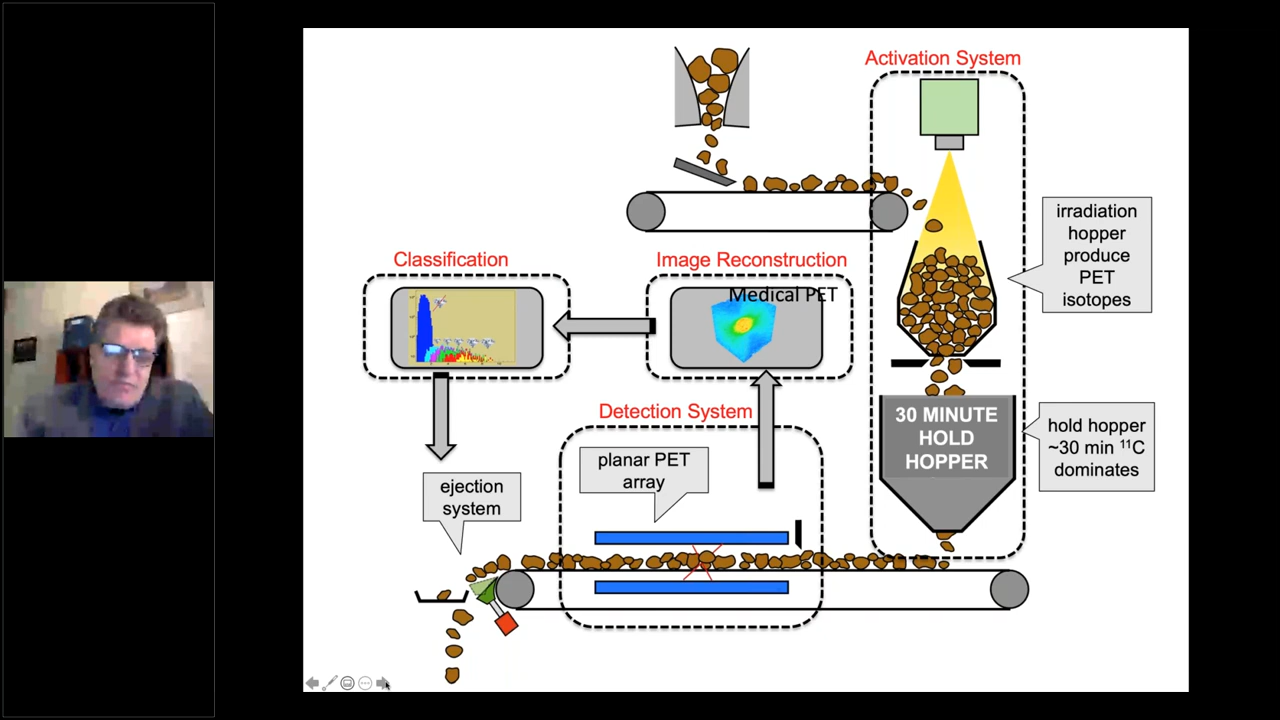 Activation System
irradiation
hopper
produce
PET
isotopes
Classification
Image Reconstruction
Medical PET
30 MINUTE
HOLD
HOPPER
hold hopper
~30 min ¹¹C
dominates
Detection System
planar PET
array
ejection
system